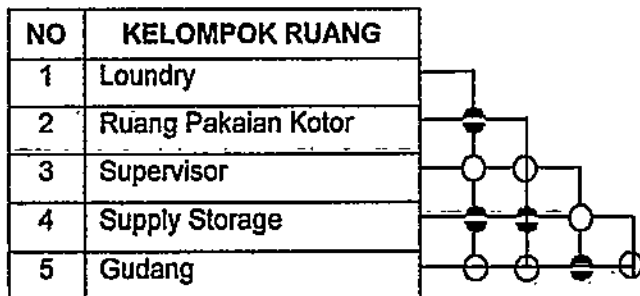 NO KELOMPOK RUANG
1 Loundry
2 Ruang Pakaian Kotor
3 Supervisor
4 Supply Storage
5 Gudang